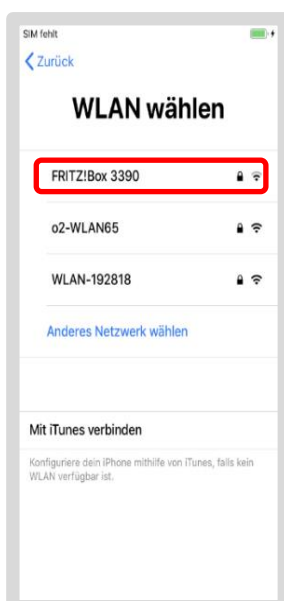 SIM fehlt
Zurück
WLAN wählen
FRITZ!Box 3390
o2-WLAN65
WLAN-192818
Anderes Netzwerk wählen
Mit iTunes verbinden
Konfiguriere dein iPhone mithilfe von iTunes, falls kein
WLAN verfügbar ist.